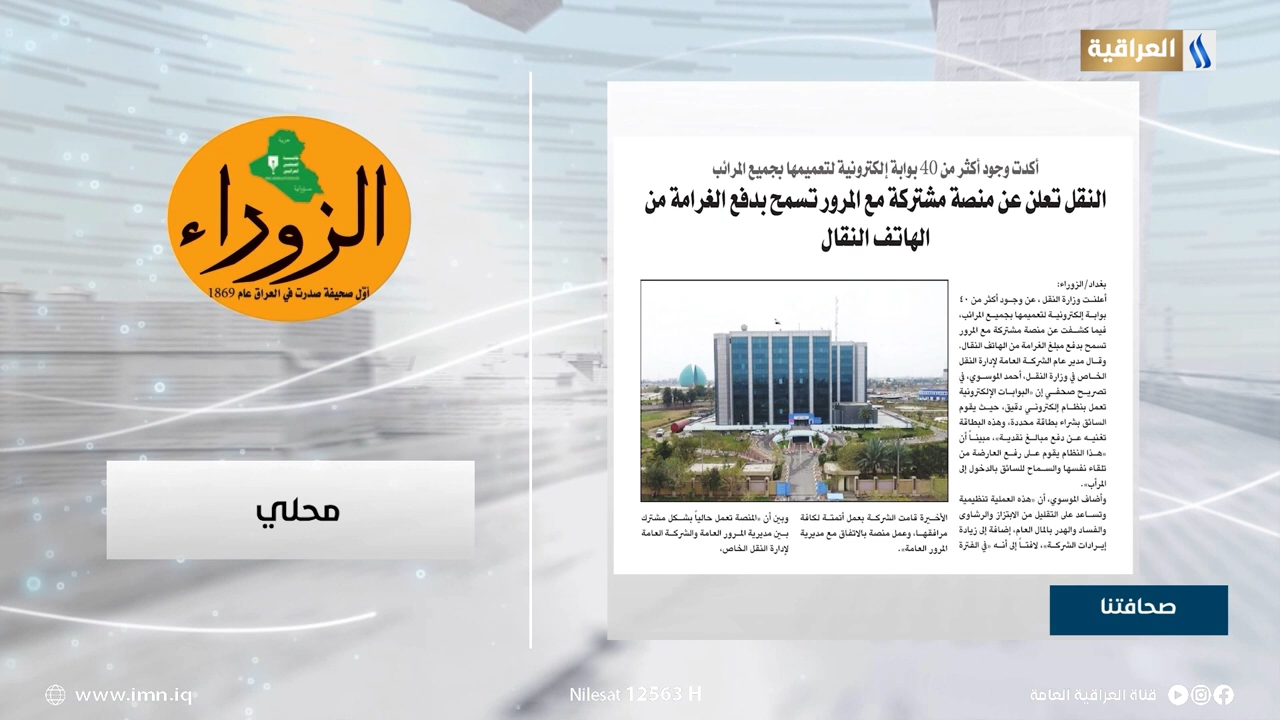 العراقية
الزوراء
أول صحيفة صدرت في العراق عام 1869
محلي
أكدت وجود أكثر من 40 بوابة إلكترونية لتعميمها بجميع المرائب
النقل تعلن عن منصة مشتركة مع المرور تسمح بدفع الغرامة من
الهاتف النقال
بغداد/الزوراء:
أعلنت وزارة النقل ، عن وجود أكثر من ٤٠
بوابة إلكترونية لتعميمها بجميع المرائب،
فيما كشفت عن منصة مشتركة مع المرور
تسمح بدفع مبلغ الغرامة من الهاتف النقال.
وقال مدير عام الشركة العامة لإدارة النقل
الخاص في وزارة النقل، أحمد الموسوي، في
تصريح صحفي إن «البوابات الإلكترونية
تعمل بنظام إلكتروني دقيق، حيث يقوم
السائق بشراء بطاقة محددة، وهذه البطاقة
تغنيه عن دفع مبالغ نقدية»، مبيناً أن
«هذا النظام يقوم على رفع العارضة من
تلقاء نفسها والسماح للسائق بالدخول إلى
المرأب».
وأضاف الموسوي، أن «هذه العملية تنظيمية
وتساعد على التقليل من الابتزاز والرشاوى
والفساد والهدر بالمال العام، إضافة إلى زيادة
إيرادات الشركة»، لافتاً إلى أنه «في الفترة
الأخيرة قامت الشركة بعمل أتمتة لكافة
مرافقها، وعمل منصة بالاتفاق مع مديرية
المرور العامة».
وبين أن «المنصة تعمل حالياً بشكل مشترك
بين مديرية المرور العامة والشركة العامة
لإدارة النقل الخاص،
صحافتنا
www.imn.iq
Nilesat 12563 H
قناة العراقية العامة